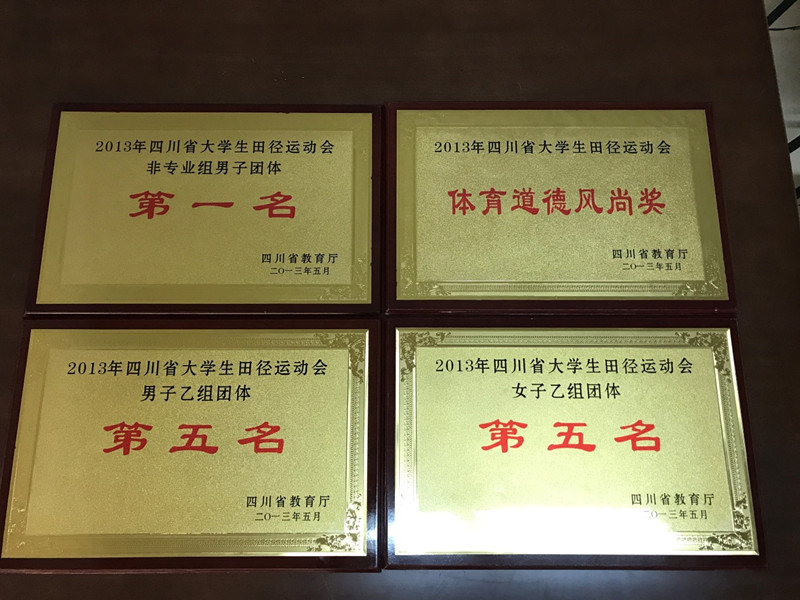 2013年四川省大学生田径运动会
非专业组男子团体
第一名
四川省教育厅
二〇一三年五月
2013年四川省大学生田径运动会
体育道德风尚奖
四川省教育厅
二〇一三年五月
2013年四川省大学生田径运动会
男子乙组团体
第五名
四川省教育厅
二〇一三年五月
2013年四川省大学生田径运动会
女子乙组团体
第五名
四川省教育厅
二〇一三年五月